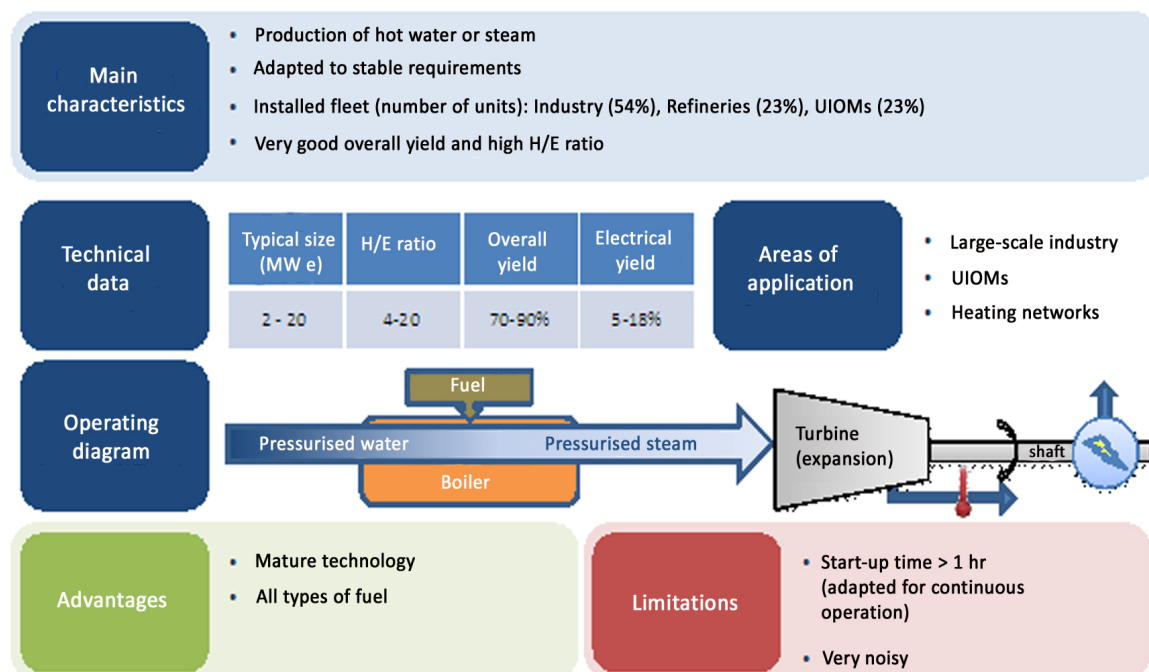 Main
characteristics
• Production of hot water or steam
• Adapted to stable requirements
• Installed fleet (number of units): Industry (54%), Refineries (23%), UIOMs (23%)
• Very good overall yield and high H/E ratio
Technical
data
Typical size
(MW e)
H/E ratio
Overall
yield
Electrical
yield
2 - 20
4-20
70-90%
5-18%
Areas of
application
• Large-scale industry
• UIOMs
• Heating networks
Operating
diagram
Fuel
Pressurised water
Pressurised steam
Boiler
Turbine
(expansion)
shaft
Advantages
• Mature technology
• All types of fuel
Limitations
• Start-up time > 1 hr
(adapted for continuous
operation)
• Very noisy